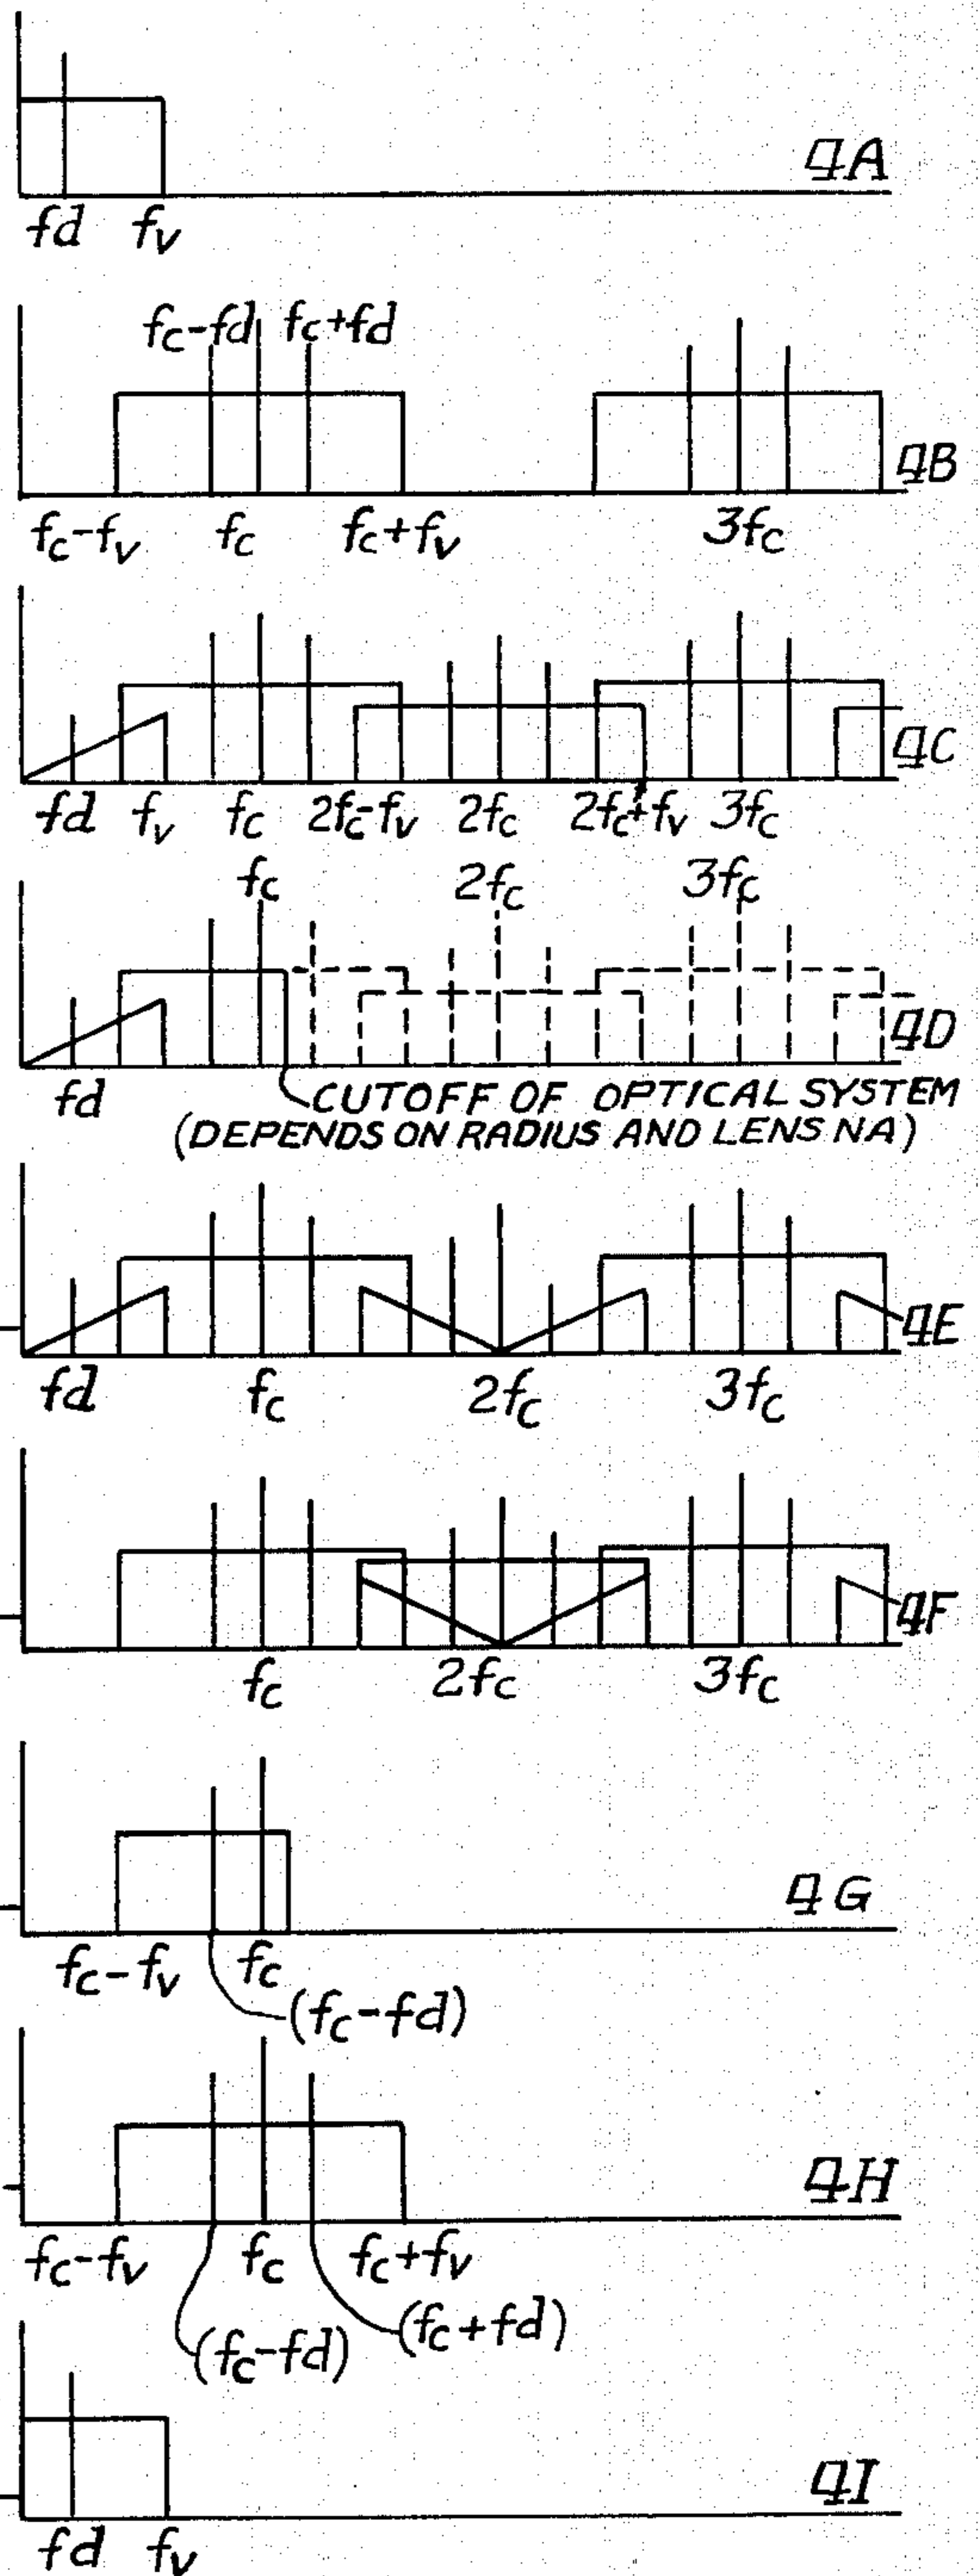 4A
fd fv
fc-fd fc+fd
4B
fc-fv fc fc+fv 3fc
4C
fd fv fc 2fc-fv 2fc 2fc+fv 3fc
fc 2fc 3fc
4D
fd
CUTOFF OF OPTICAL SYSTEM
(DEPENDS ON RADIUS AND LENS NA)
4E
fd fc 2fc 3fc
4F
fc 2fc 3fc
4G
fc-fv fc
(fc-fd)
4H
fc-fv fc fc+fv
(fc-fd) (fc+fd)
4I
fd fv